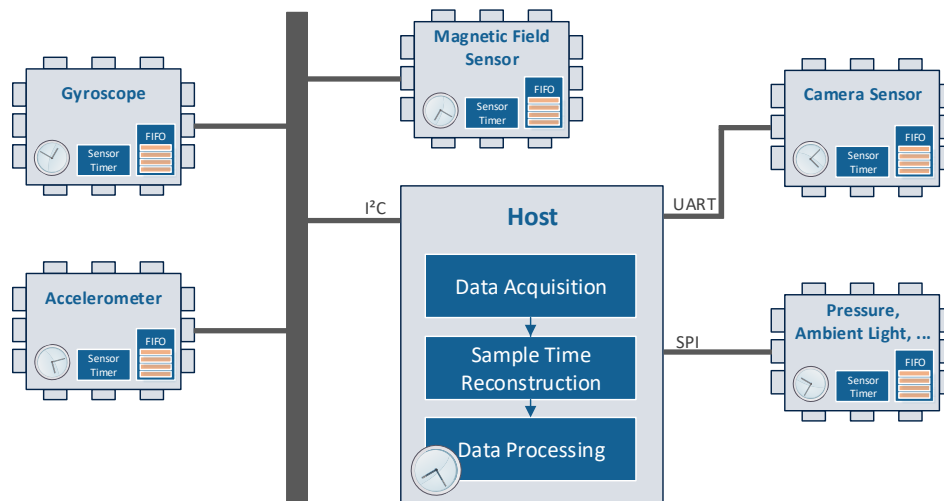 Magnetic Field
Sensor
FIFO
Sensor
Timer
Gyroscope
FIFO
Sensor
Timer
Camera Sensor
FIFO
Sensor
Timer
I²C
UART
Host
Data Acquisition
Sample Time
Reconstruction
Data Processing
Accelerometer
FIFO
Sensor
Timer
SPI
Pressure,
Ambient Light, ...
FIFO
Sensor
Timer